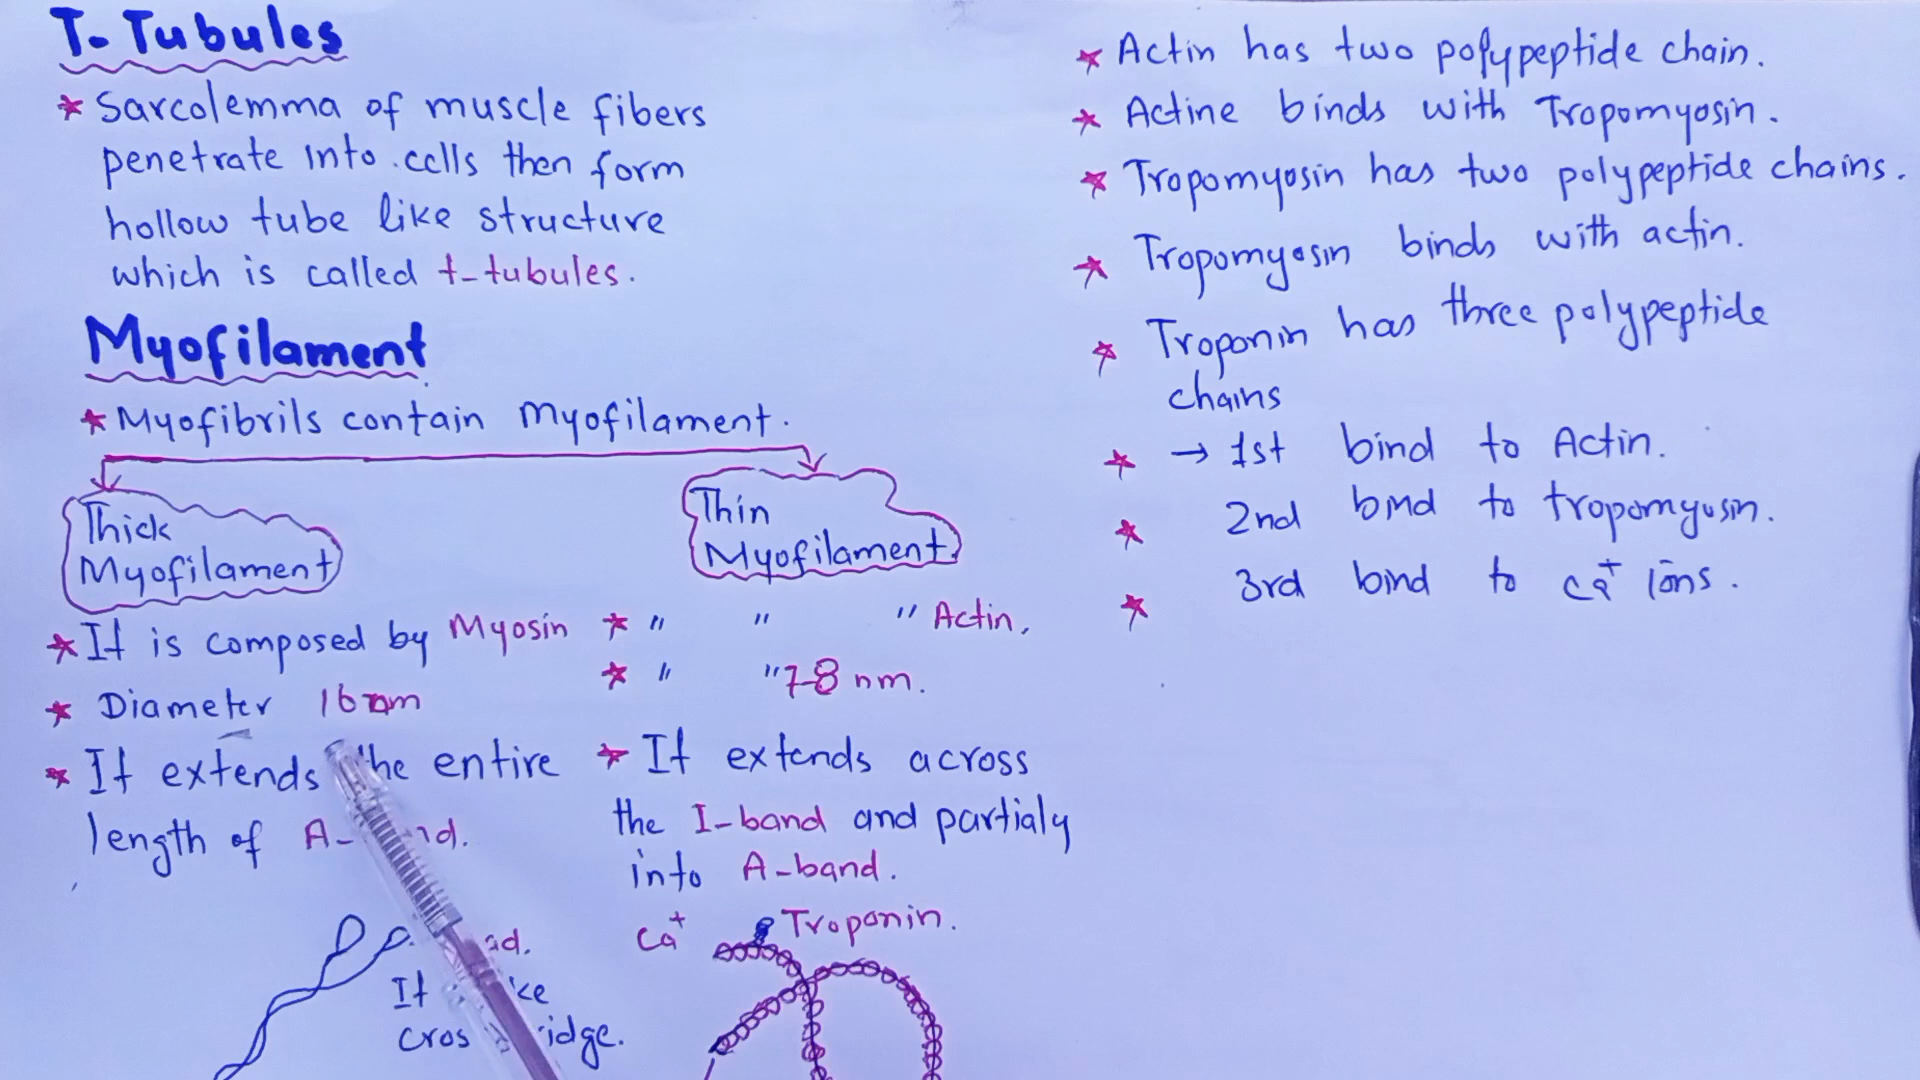 T-Tubules
* Sarcolemma of muscle fibers
penetrate into cells then form
hollow tube like structure
which is called t-tubules.
Myofilament
* Myofibrils contain myofilament.
Thick
Myofilament
* It is composed by Myosin
* Diameter 16nm
* It extends the entire
length of A-
It
Thin
Myofilament
* " " " Actin.
* " " 7-8 nm.
* It extends across
the I-band and partialy
into A-band.
Ca+ Troponin.
* Actin has two polypeptide chain.
* Actine binds with Tropomyosin.
* Tropomyosin has two polypeptide chains.
* Tropomyosin binds with actin.
* Troponin has three polypeptide
chains
* → 1st bind to Actin.
* 2nd bind to tropomyosin.
* 3rd bind to Ca+ Ions.